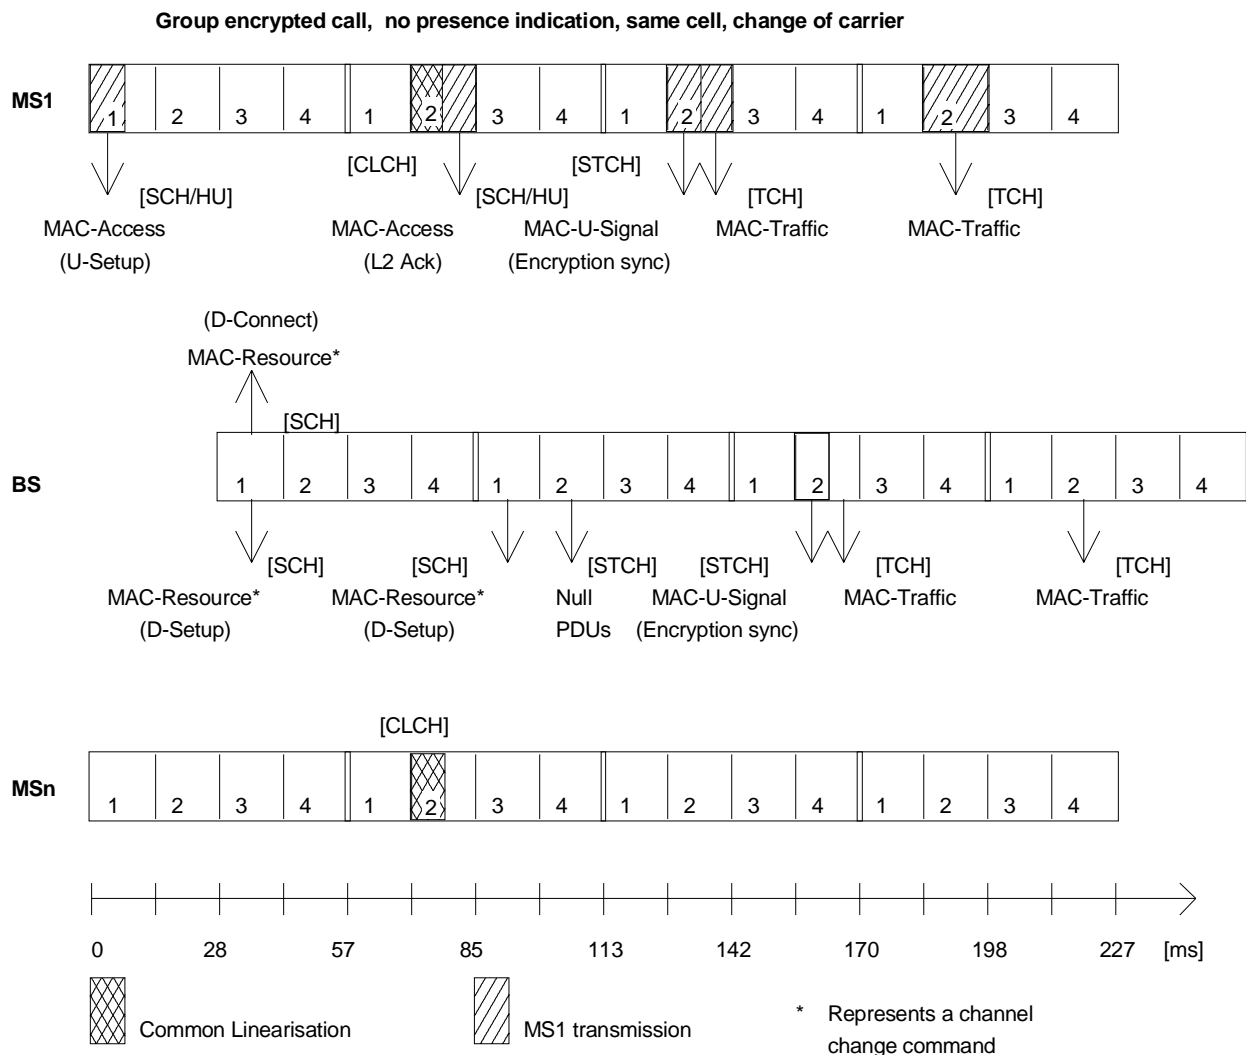 Group encrypted call, no presence indication, same cell, change of carrier
MS1
1 2 3 4 1 2 3 4 1 2 3 4 1 2 3 4
[CLCH] [STCH]
[SCH/HU] [SCH/HU] [TCH] [TCH]
MAC-Access MAC-Access MAC-U-Signal MAC-Traffic MAC-Traffic
(U-Setup) (L2 Ack) (Encryption sync)
(D-Connect)
MAC-Resource*
[SCH]
BS
1 2 3 4 1 2 3 4 1 2 3 4 1 2 3 4
[SCH] [SCH] [STCH] [STCH] [TCH] [TCH]
MAC-Resource* MAC-Resource* Null MAC-U-Signal MAC-Traffic MAC-Traffic
(D-Setup) (D-Setup) PDUs (Encryption sync)
[CLCH]
MSn
1 2 3 4 1 2 3 4 1 2 3 4 1 2 3 4
0 28 57 85 113 142 170 198 227 [ms]
Common Linearisation MS1 transmission * Represents a channel
change command